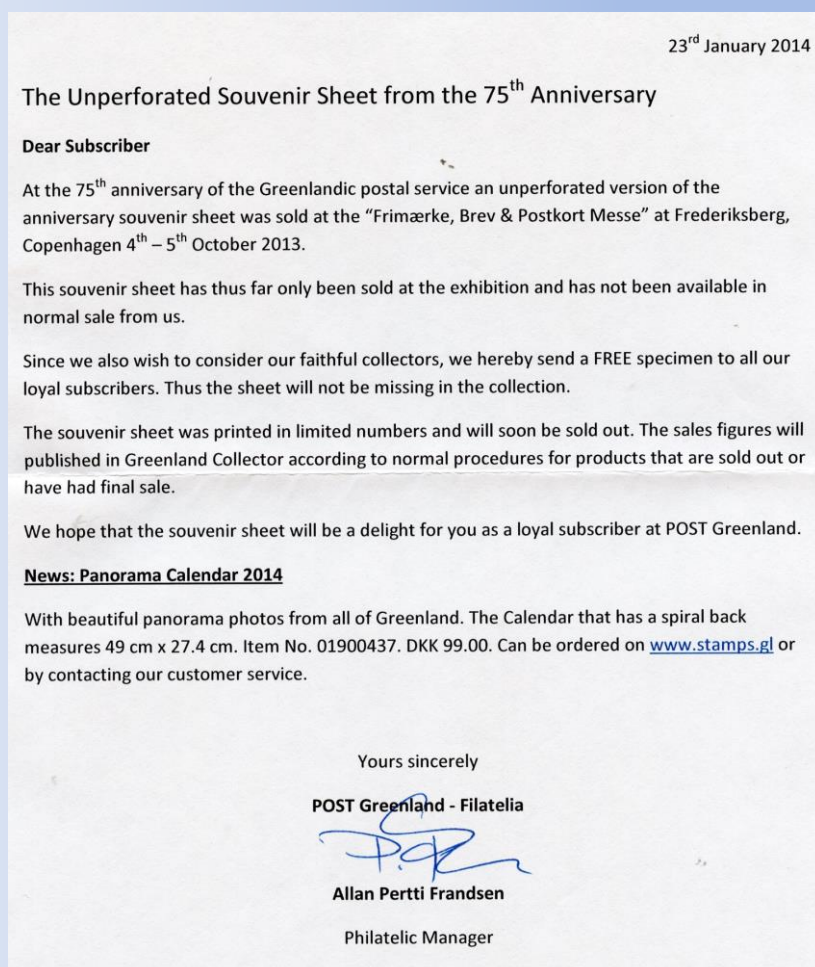 23rd January 2014
The Unperforated Souvenir Sheet from the 75th Anniversary
Dear Subscriber
At the 75th anniversary of the Greenlandic postal service an unperforated version of the
anniversary souvenir sheet was sold at the “Frimærke, Brev & Postkort Messe” at Frederiksberg,
Copenhagen 4th – 5th October 2013.
This souvenir sheet has thus far only been sold at the exhibition and has not been available in
normal sale from us.
Since we also wish to consider our faithful collectors, we hereby send a FREE specimen to all our
loyal subscribers. Thus the sheet will not be missing in the collection.
The souvenir sheet was printed in limited numbers and will soon be sold out. The sales figures will
published in Greenland Collector according to normal procedures for products that are sold out or
have had final sale.
We hope that the souvenir sheet will be a delight for you as a loyal subscriber at POST Greenland.
News: Panorama Calendar 2014
With beautiful panorama photos from all of Greenland. The Calendar that has a spiral back
measures 49 cm x 27.4 cm. Item No. 01900437. DKK 99.00. Can be ordered on www.stamps.gl or
by contacting our customer service.
Yours sincerely
POST Greenland - Filatelia
Allan Pertti Frandsen
Philatelic Manager